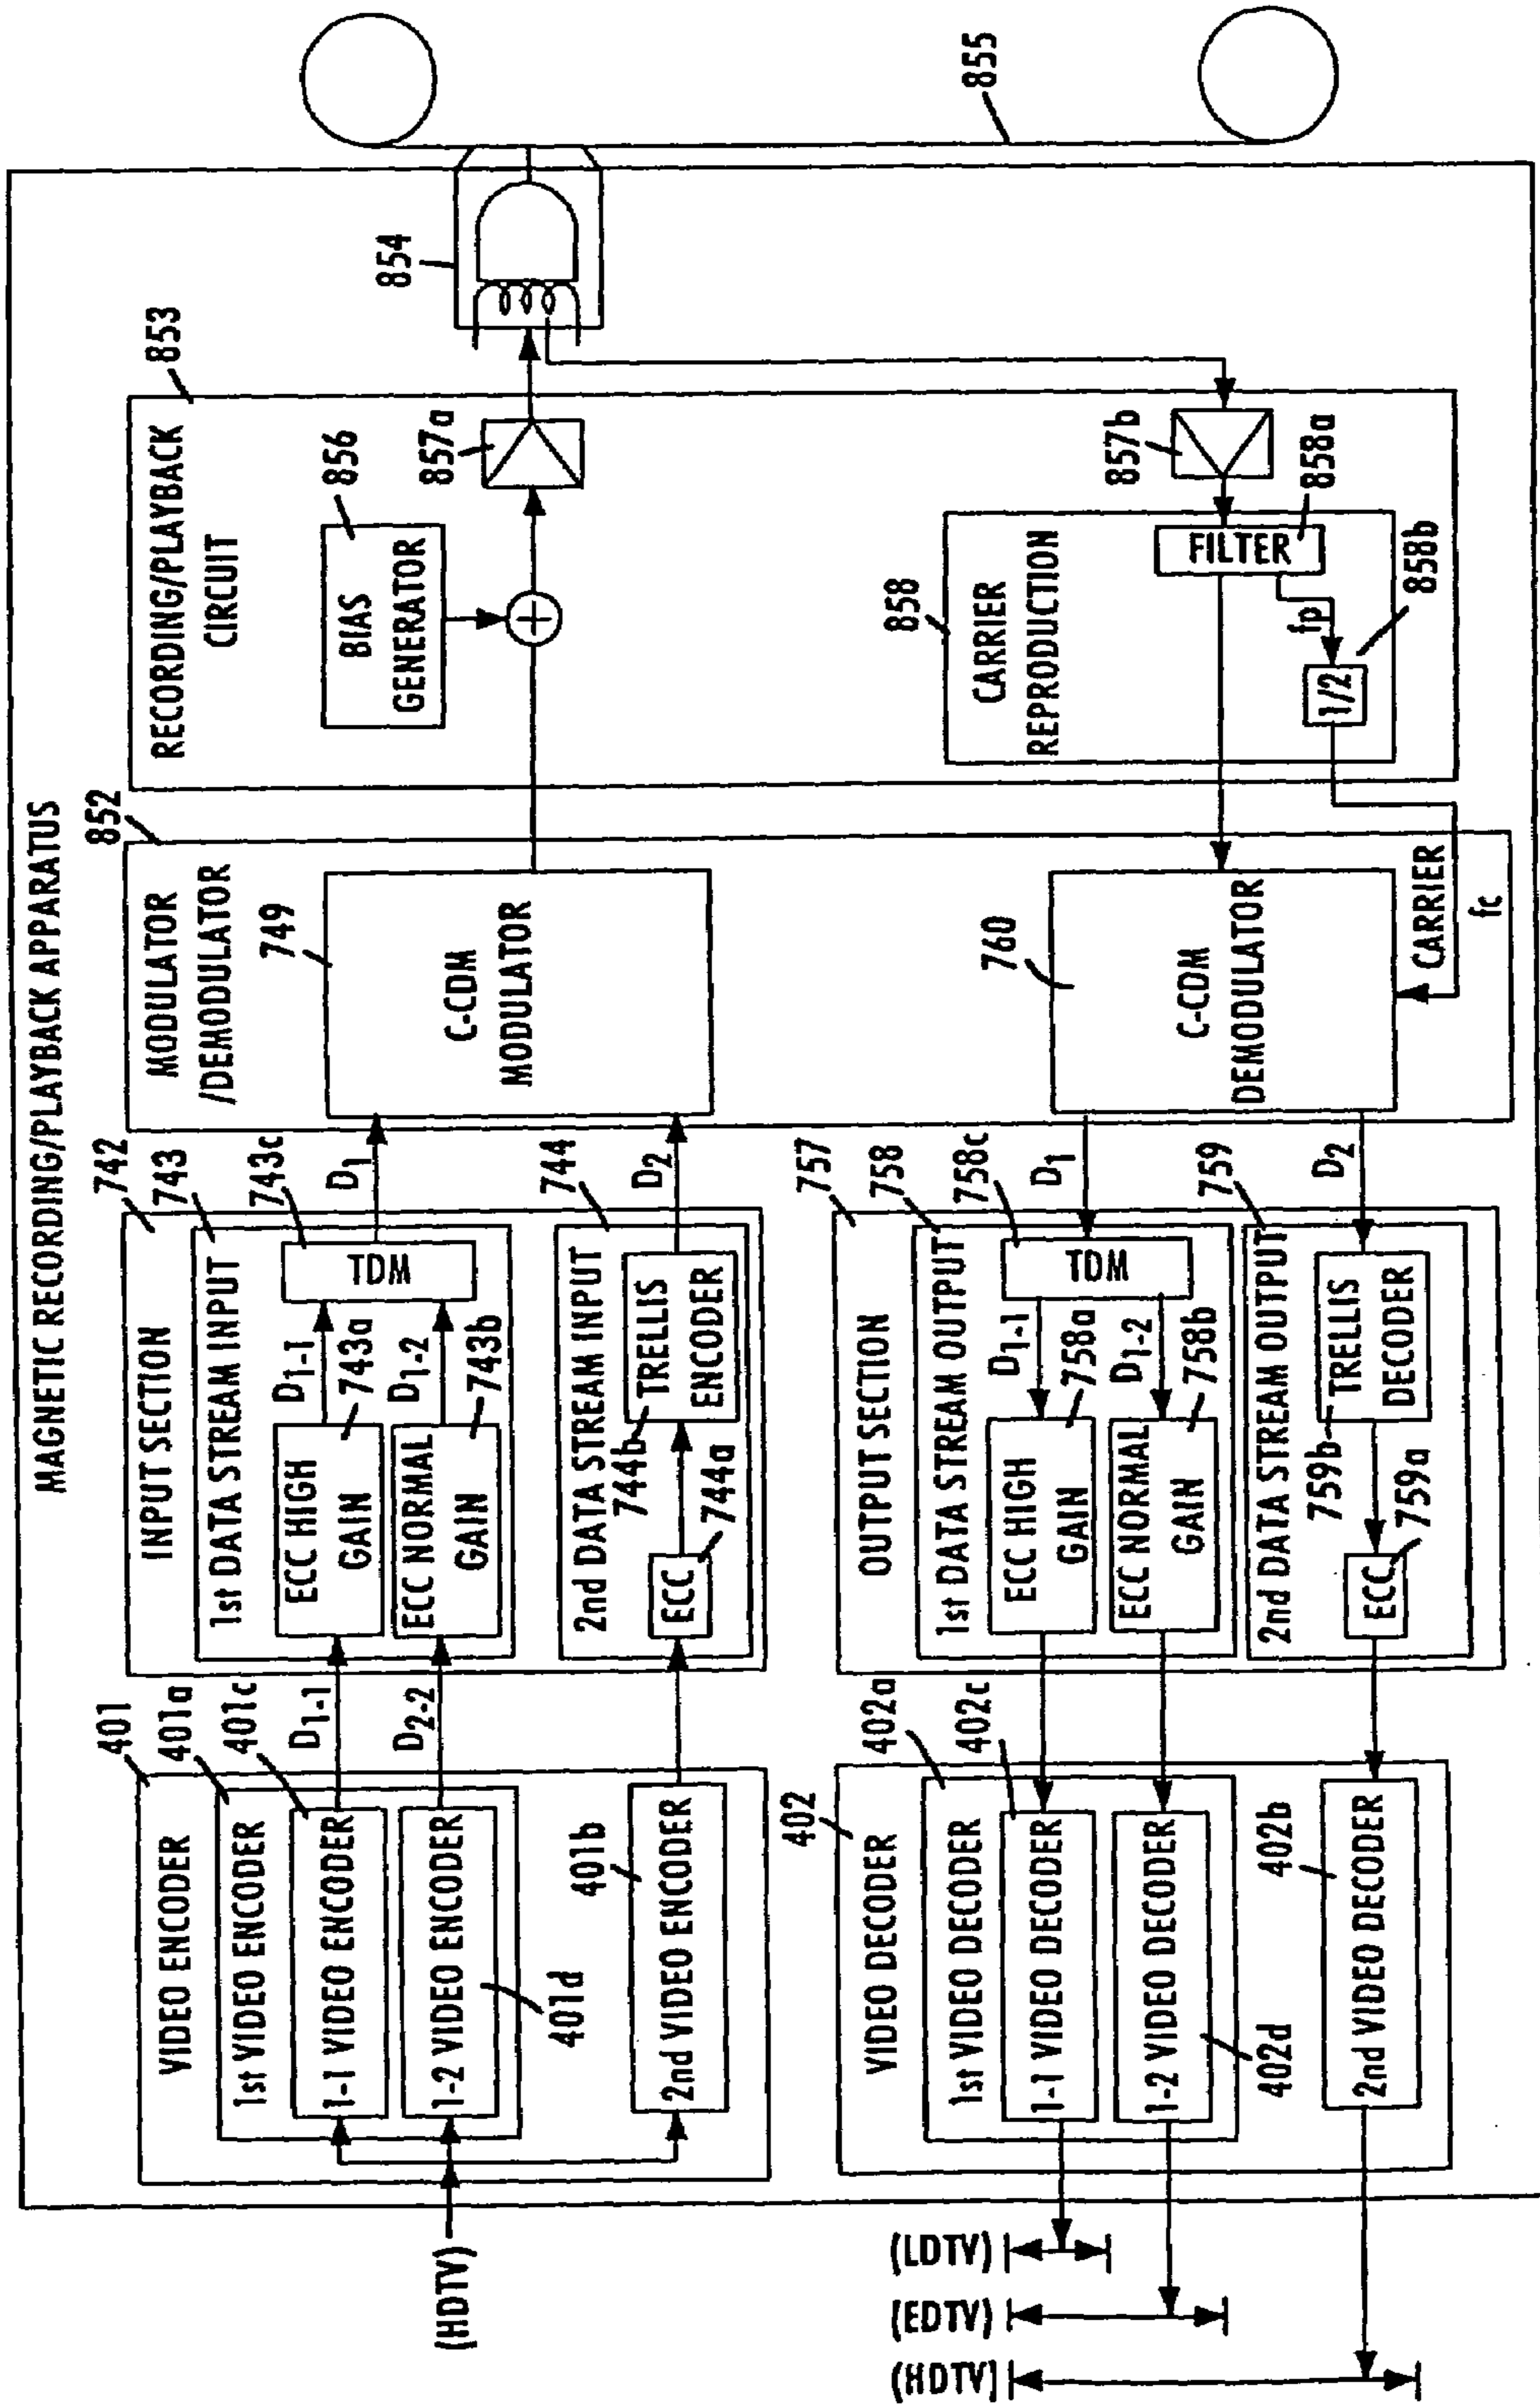 MAGNETIC RECORDING/PLAYBACK APPARATUS
VIDEO ENCODER
401
1st VIDEO ENCODER
401a
1-1 VIDEO ENCODER
401c
1-2 VIDEO ENCODER
401d
2nd VIDEO ENCODER
401b
(HDTV)
D1-1
D2-2
INPUT SECTION
742
1st DATA STREAM INPUT
743
ECC HIGH
GAIN
743a
D1-1
ECC NORMAL
GAIN
743b
D1-2
TDM
743c
D1
2nd DATA STREAM INPUT
744
ECC
744a
744b
TRELLIS
ENCODER
D2
MODULATOR
/DEMODULATOR
852
749
C-CDM
MODULATOR
RECORDING/PLAYBACK
CIRCUIT
853
BIAS
GENERATOR
856
857a
854
855
VIDEO DECODER
402
1st VIDEO DECODER
402a
1-1 VIDEO DECODER
402c
1-2 VIDEO DECODER
402d
2nd VIDEO DECODER
402b
(LDTV)
(EDTV)
(HDTV]
OUTPUT SECTION
757
1st DATA STREAM OUTPUT
758
ECC HIGH
GAIN
758a
D1-1
ECC NORMAL
GAIN
758b
D1-2
TDM
758c
D1
2nd DATA STREAM OUTPUT
759
ECC
759a
759b
TRELLIS
DECODER
D2
760
C-CDM
DEMODULATOR
CARRIER
fc
858
CARRIER
REPRODUCTION
857b
FILTER
858a
fp
1/2
858b